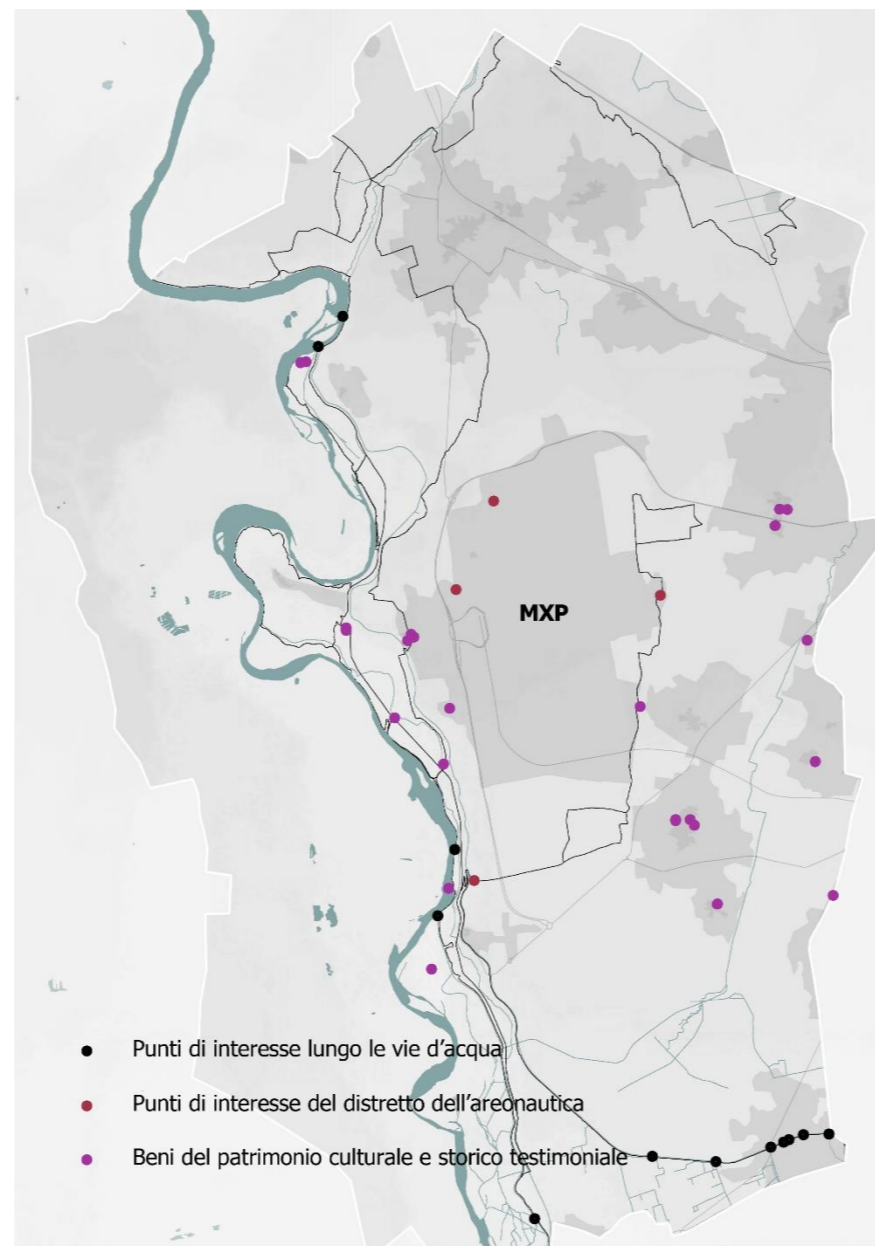 MXP
Punti di interesse lungo le vie d'acqua
Punti di interesse del distretto dell'areonautica
Beni del patrimonio culturale e storico testimoniale